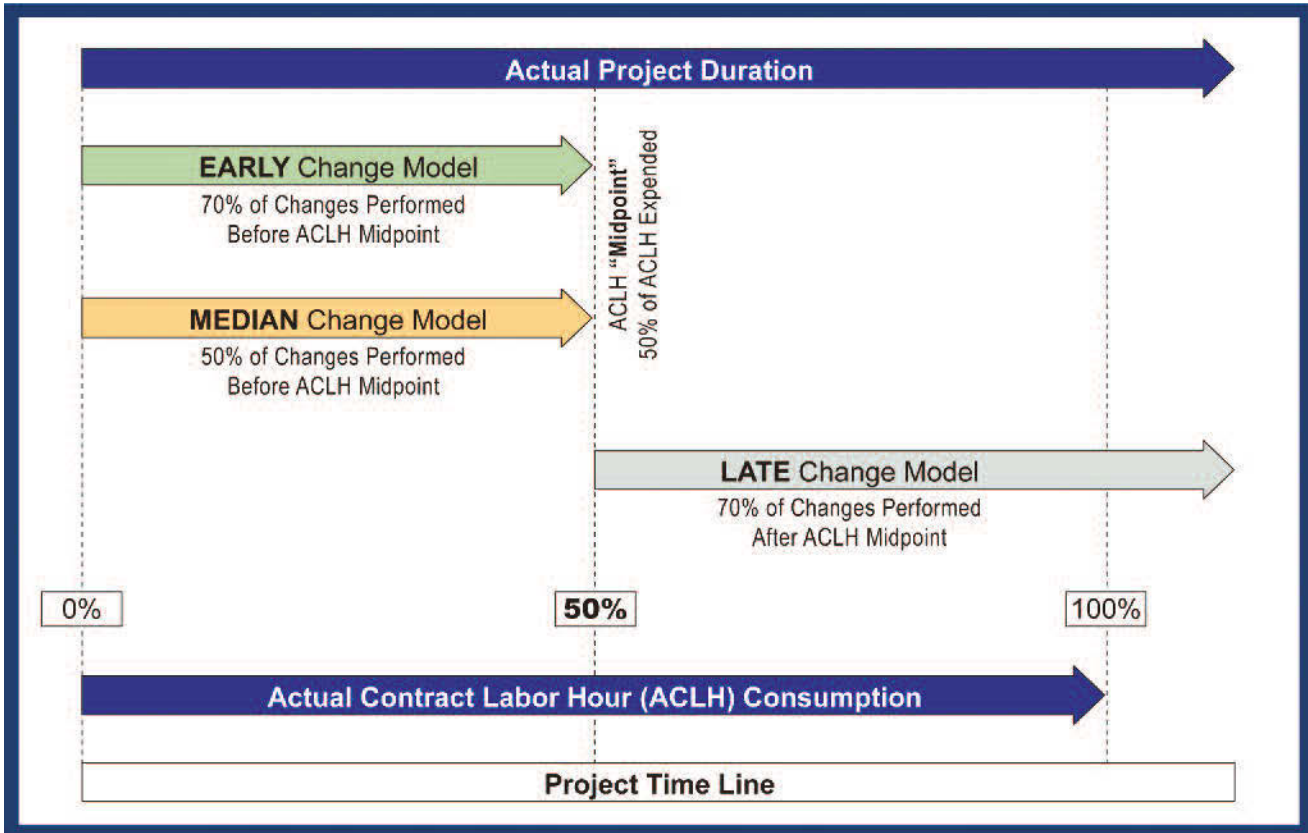 Actual Project Duration
EARLY Change Model
70% of Changes Performed
Before ACLH Midpoint
ACLH "Midpoint"
50% of ACLH Expended
MEDIAN Change Model
50% of Changes Performed
Before ACLH Midpoint
LATE Change Model
70% of Changes Performed
After ACLH Midpoint
0%
50%
100%
Actual Contract Labor Hour (ACLH) Consumption
Project Time Line